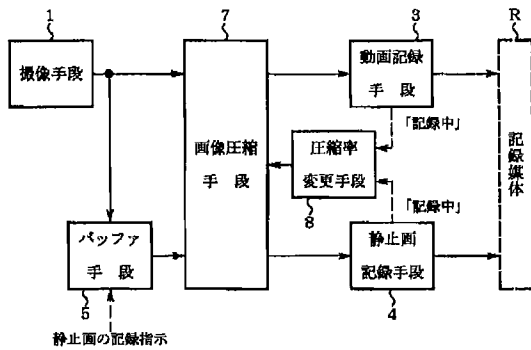 1
7
3
R
撮像手段
動画記録
手 段
画像圧縮
手 段
「記録中」
圧縮率
変更手段
8
「記録中」
記録媒体
バッファ
手 段
5
静止画
記録手段
4
静止画の記録指示